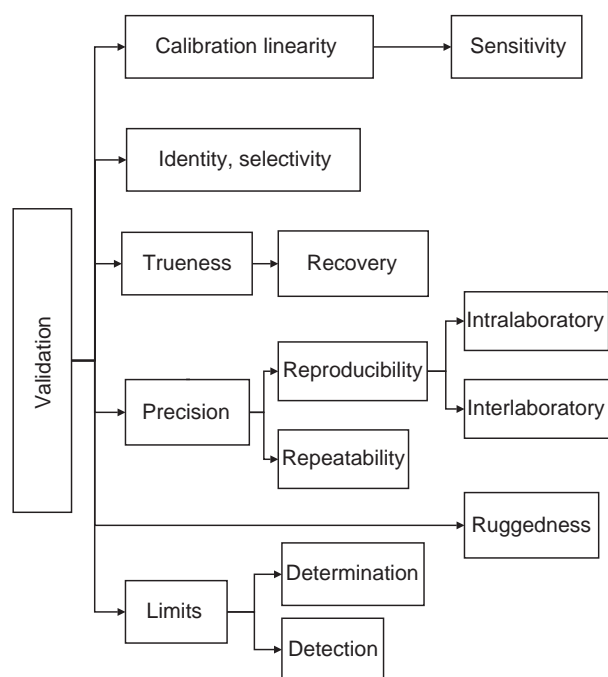 Validation
Calibration linearity
Sensitivity
Identity, selectivity
Trueness
Recovery
Precision
Reproducibility
Intralaboratory
Interlaboratory
Repeatability
Ruggedness
Limits
Determination
Detection